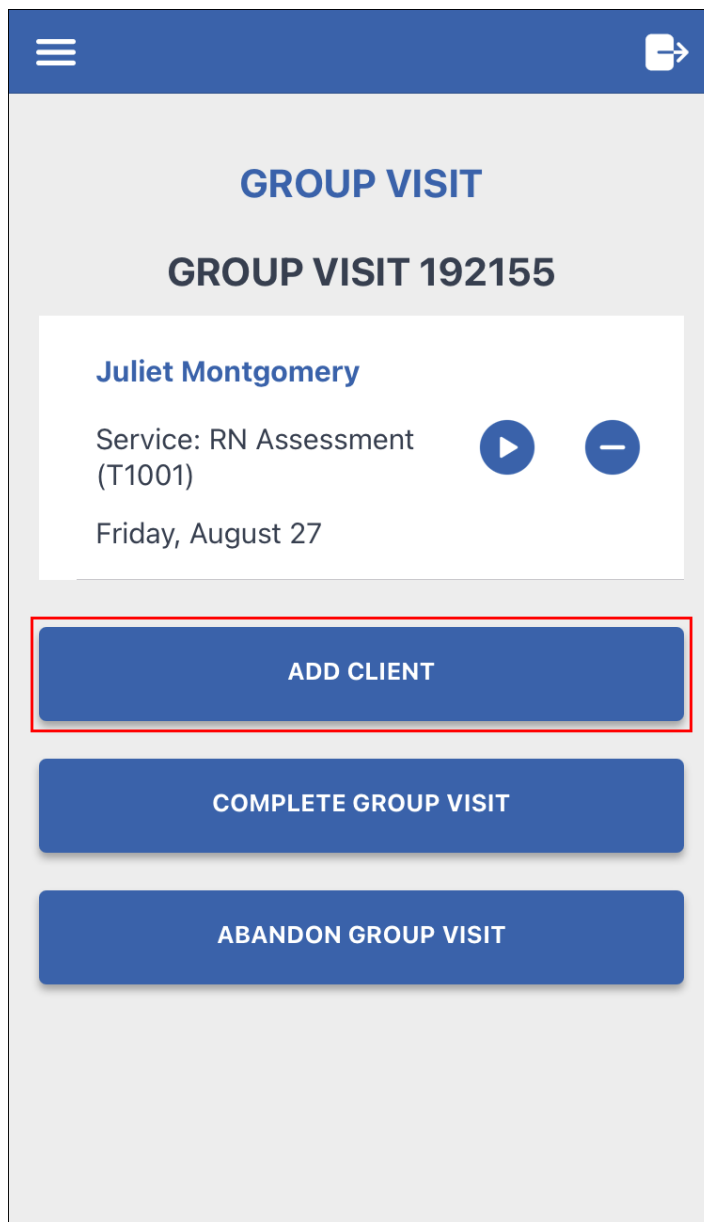 GROUP VISIT
GROUP VISIT 192155
Juliet Montgomery
Service: RN Assessment
(T1001)
Friday, August 27
ADD CLIENT
COMPLETE GROUP VISIT
ABANDON GROUP VISIT